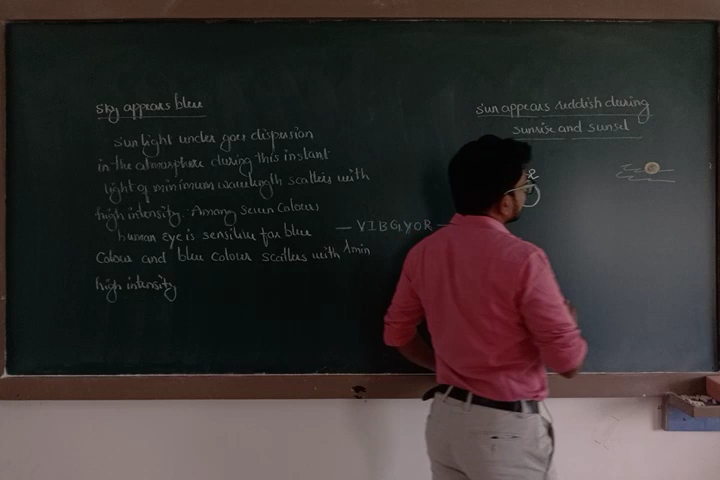 sky appears blue
sun light under goes dispersion
in the atmosphere during this instant
light of minimum wavelength scatters with
high intensity. Among seven colours
human eye is sensitive for blue
colour and blue colour scatters with
high intensity
— VIBGYOR —
λmin
sun appears reddish during
sunrise and sunset